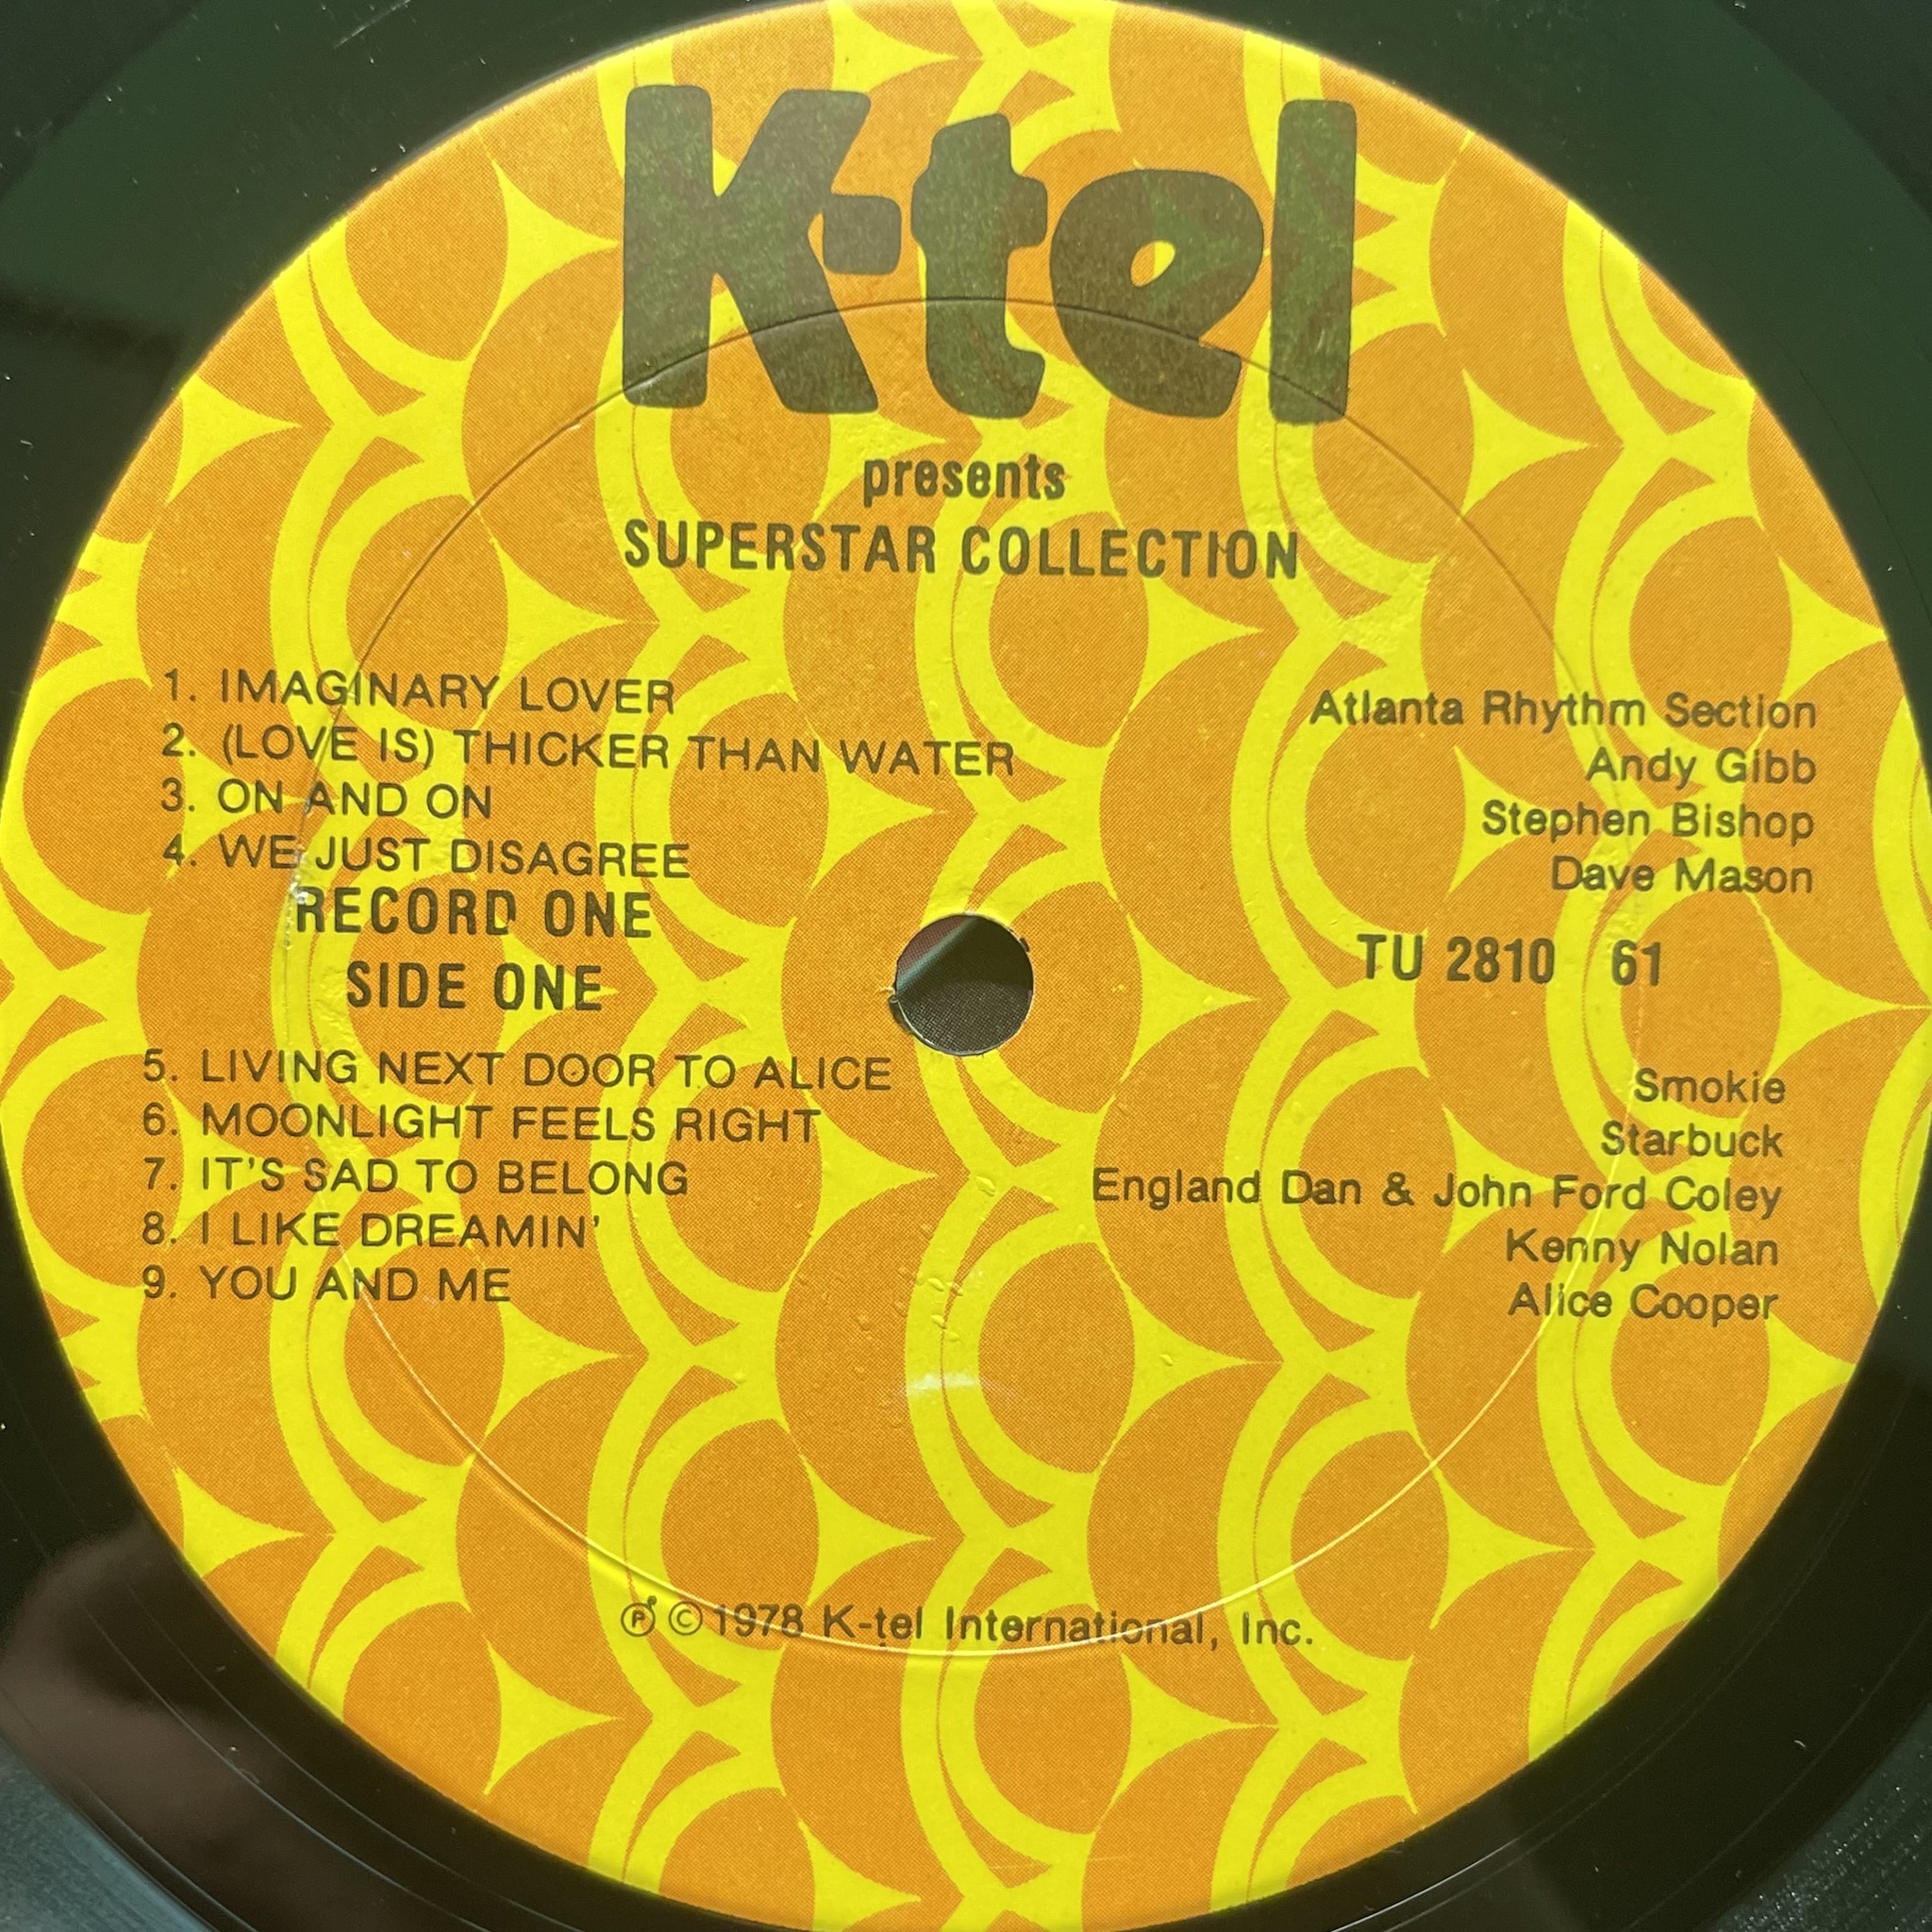 K-tel
presents
SUPERSTAR COLLECTION
1. IMAGINARY LOVER Atlanta Rhythm Section
2. (LOVE IS) THICKER THAN WATER Andy Gibb
3. ON AND ON Stephen Bishop
4. WE JUST DISAGREE Dave Mason
RECORD ONE
SIDE ONE
TU 2810 61
5. LIVING NEXT DOOR TO ALICE Smokie
6. MOONLIGHT FEELS RIGHT Starbuck
7. IT'S SAD TO BELONG England Dan & John Ford Coley
8. I LIKE DREAMIN' Kenny Nolan
9. YOU AND ME Alice Cooper
℗ © 1978 K-tel International, Inc.